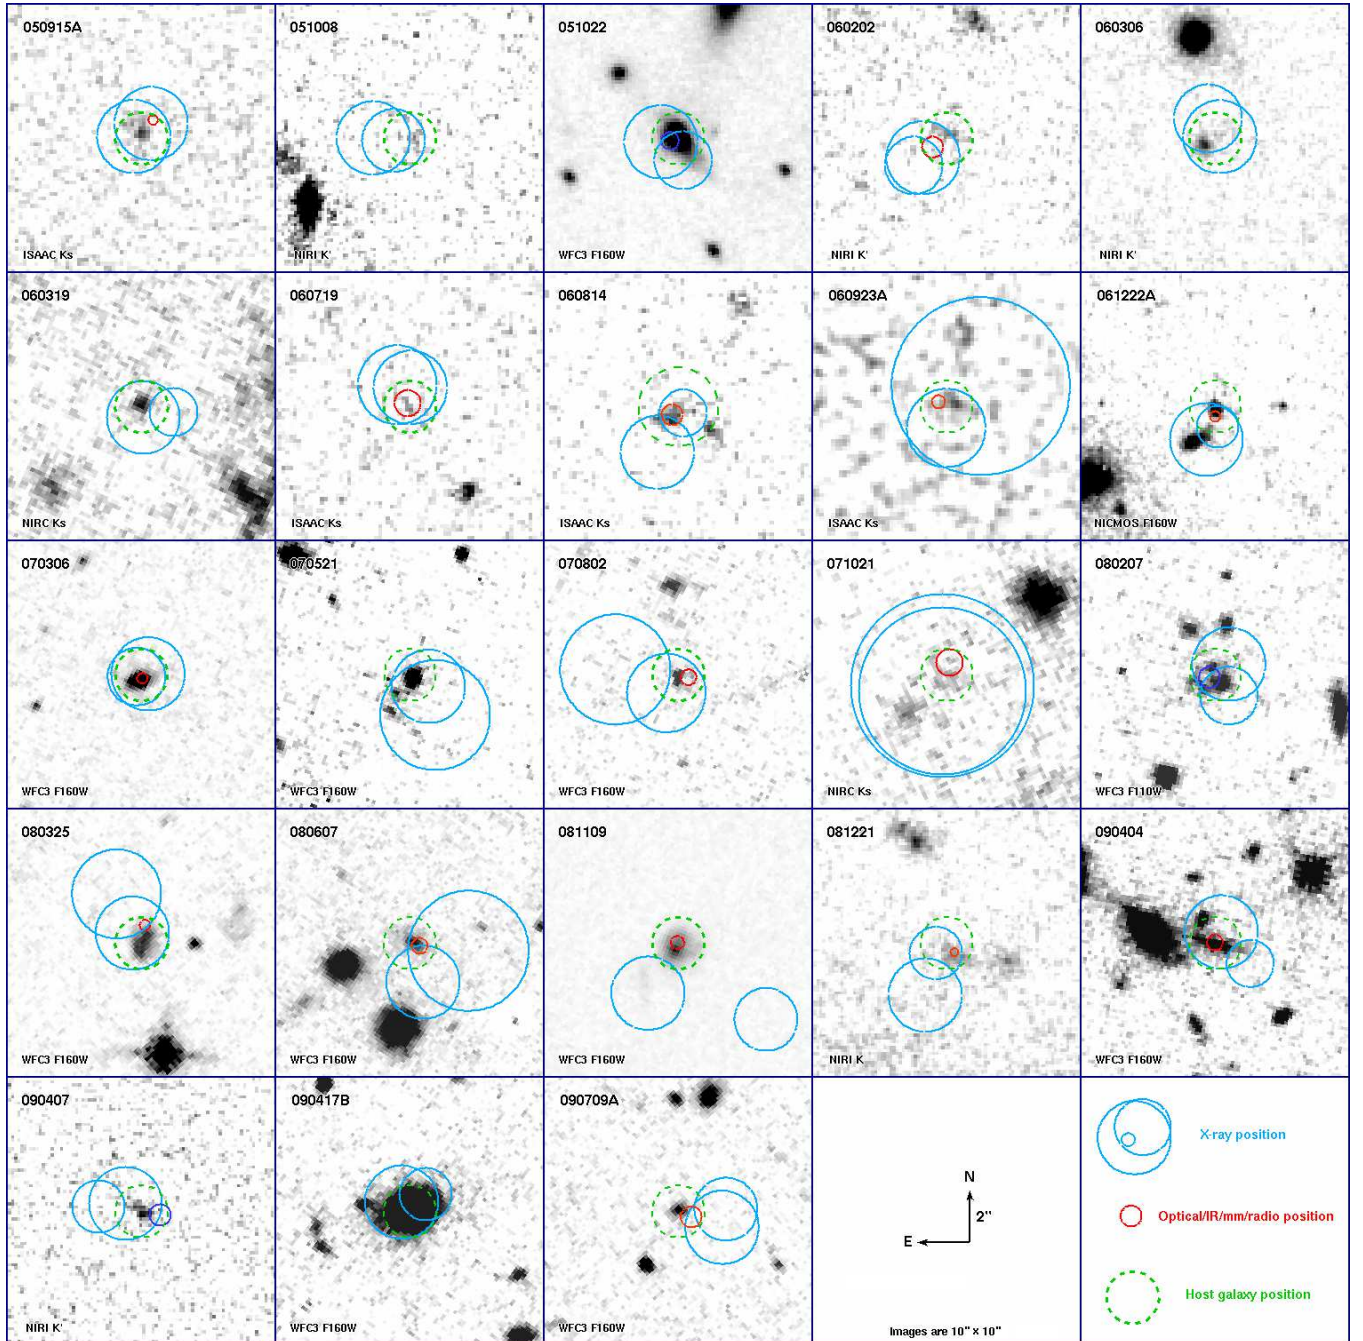 050915A
051008
051022
060202
060306
ISAAC Ks
NIRI K'
WFC3 F160W
NIRI K'
NIRI K'
060319
060719
060814
060923A
061222A
NIRC Ks
ISAAC Ks
ISAAC Ks
ISAAC Ks
NICMOS F160W
070306
070521
070802
071021
080207
WFC3 F160W
WFC3 F160W
WFC3 F160W
NIRC Ks
WFC3 F110W
080325
080607
081109
081221
090404
WFC3 F160W
WFC3 F160W
WFC3 F160W
NIRI K
WFC3 F160W
090407
090417B
090709A
NIRI K'
WFC3 F160W
WFC3 F160W
N
2"
E
Images are 10" × 10"
X-ray position
Optical/IR/mm/radio position
Host galaxy position